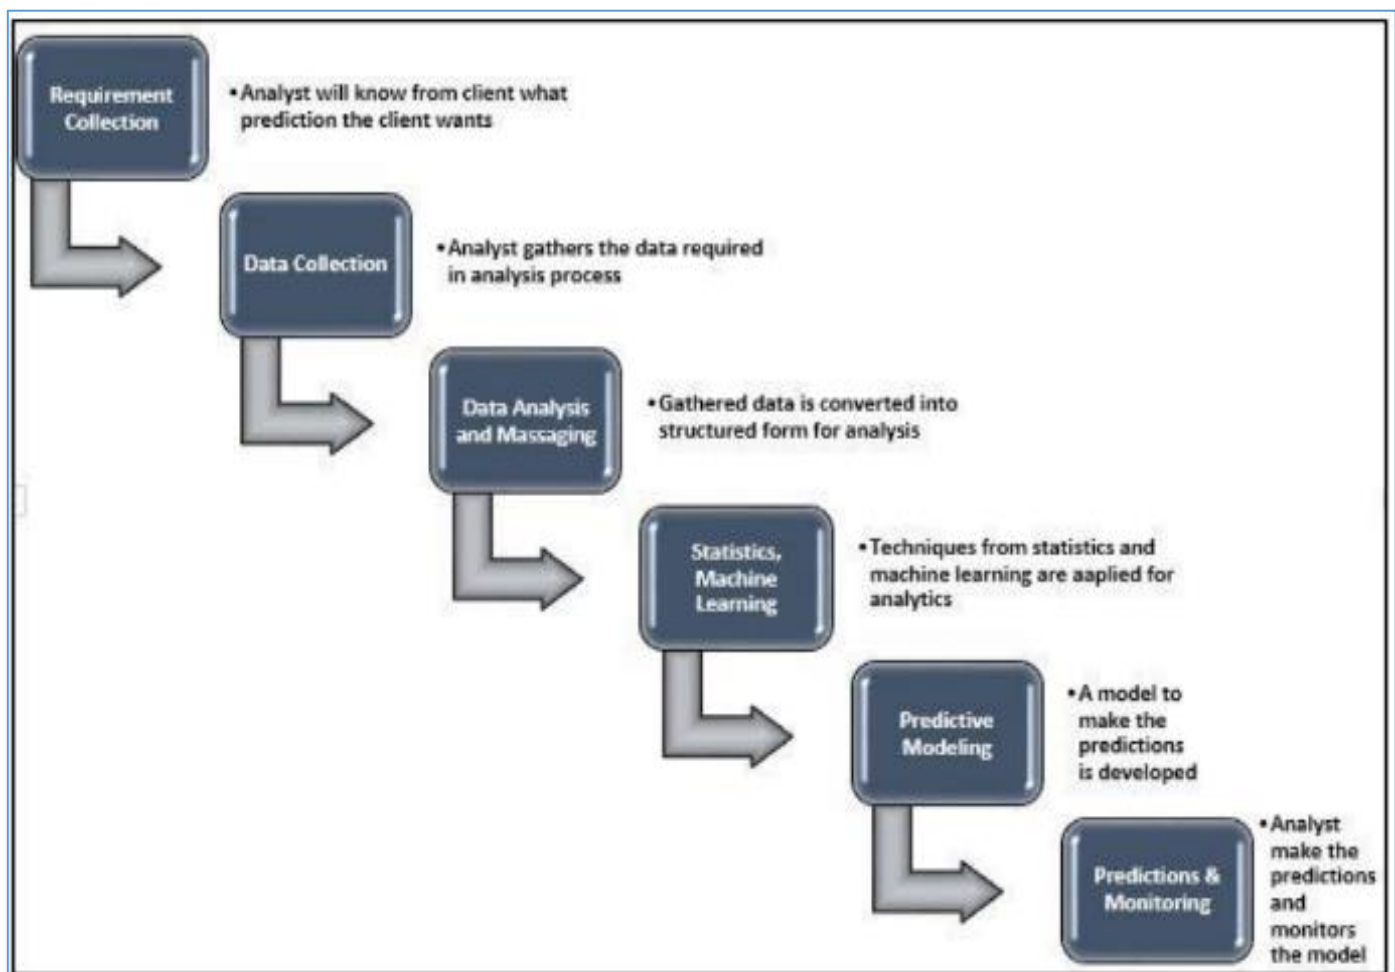 Requirement
Collection
•Analyst will know from client what
prediction the client wants
Data Collection
•Analyst gathers the data required
in analysis process
Data Analysis
and Massaging
•Gathered data is converted into
structured form for analysis
Statistics,
Machine
Learning
•Techniques from statistics and
machine learning are aaplied for
analytics
Predictive
Modeling
•A model to
make the
predictions
is developed
Predictions &
Monitoring
•Analyst
make the
predictions
and
monitors
the model